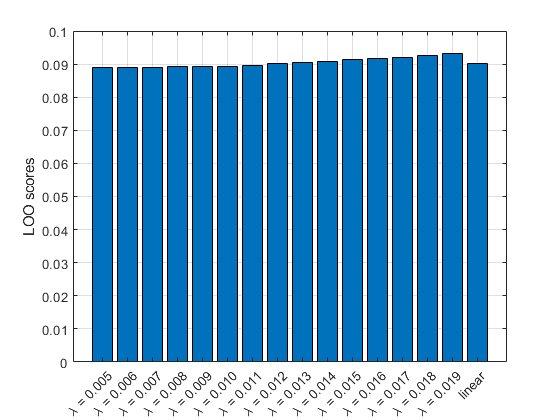 LOO scores
0.1
0.09
0.08
0.07
0.06
0.05
0.04
0.03
0.02
0.01
0
λ = 0.005
λ = 0.006
λ = 0.007
λ = 0.008
λ = 0.009
λ = 0.010
λ = 0.011
λ = 0.012
λ = 0.013
λ = 0.014
λ = 0.015
λ = 0.016
λ = 0.017
λ = 0.018
λ = 0.019
linear